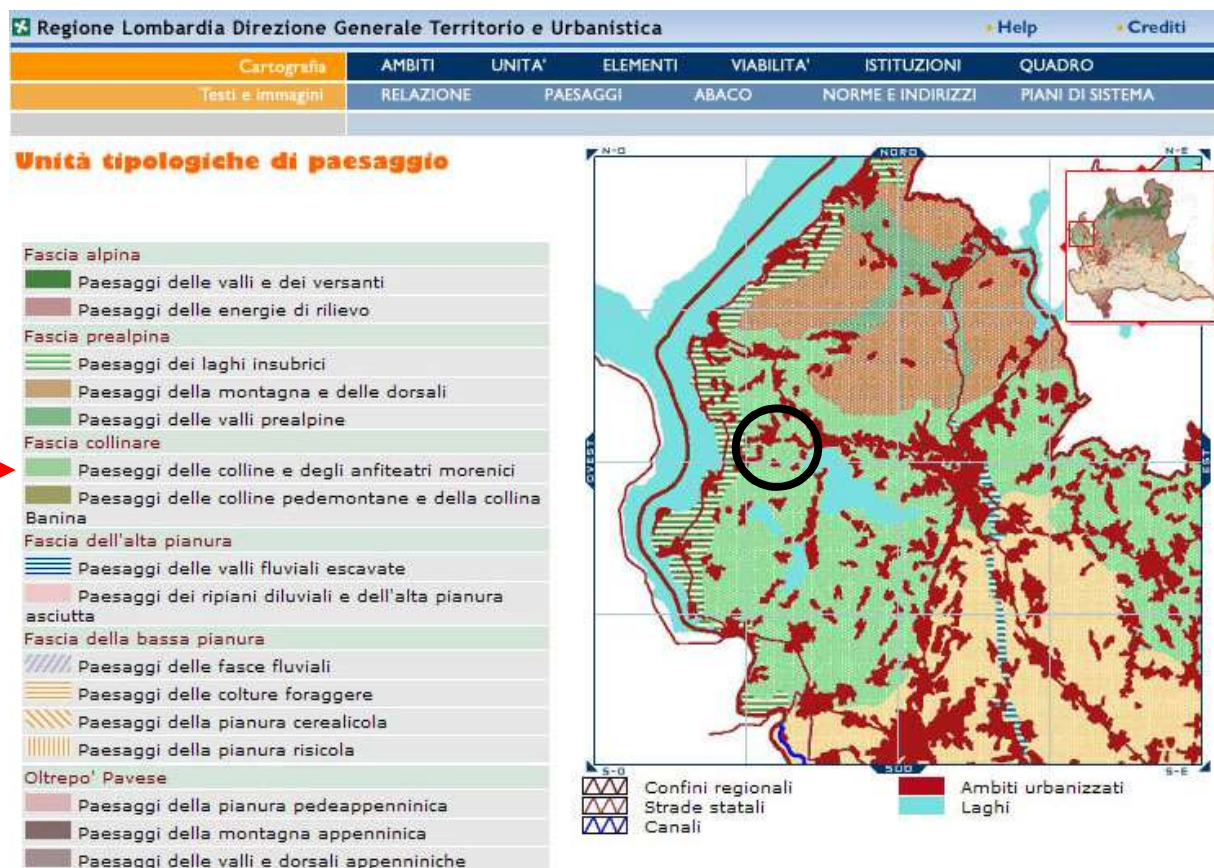 Regione Lombardia Direzione Generale Territorio e Urbanistica
Help
Crediti
Cartografia
AMBITI
UNITA'
ELEMENTI
VIABILITA'
ISTITUZIONI
QUADRO
Testi e immagini
RELAZIONE
PAESAGGI
ABACO
NORME E INDIRIZZI
PIANI DI SISTEMA
Unità tipologiche di paesaggio
Fascia alpina
Paesaggi delle valli e dei versanti
Paesaggi delle energie di rilievo
Fascia prealpina
Paesaggi dei laghi insubrici
Paesaggi della montagna e delle dorsali
Paesaggi delle valli prealpine
Fascia collinare
Paeseggi delle colline e degli anfiteatri morenici
Paesaggi delle colline pedemontane e della collina
Banina
Fascia dell'alta pianura
Paesaggi delle valli fluviali escavate
Paesaggi dei ripiani diluviali e dell'alta pianura
asciutta
Fascia della bassa pianura
Paesaggi delle fasce fluviali
Paesaggi delle colture foraggere
Paesaggi della pianura cerealicola
Paesaggi della pianura risicola
Oltrepo' Pavese
Paesaggi della pianura pedeappenninica
Paesaggi della montagna appenninica
Paesaggi delle valli e dorsali appenniniche
N-O
NORD
N-E
OVEST
EST
S-O
SUD
S-E
Confini regionali
Strade statali
Canali
Ambiti urbanizzati
Laghi